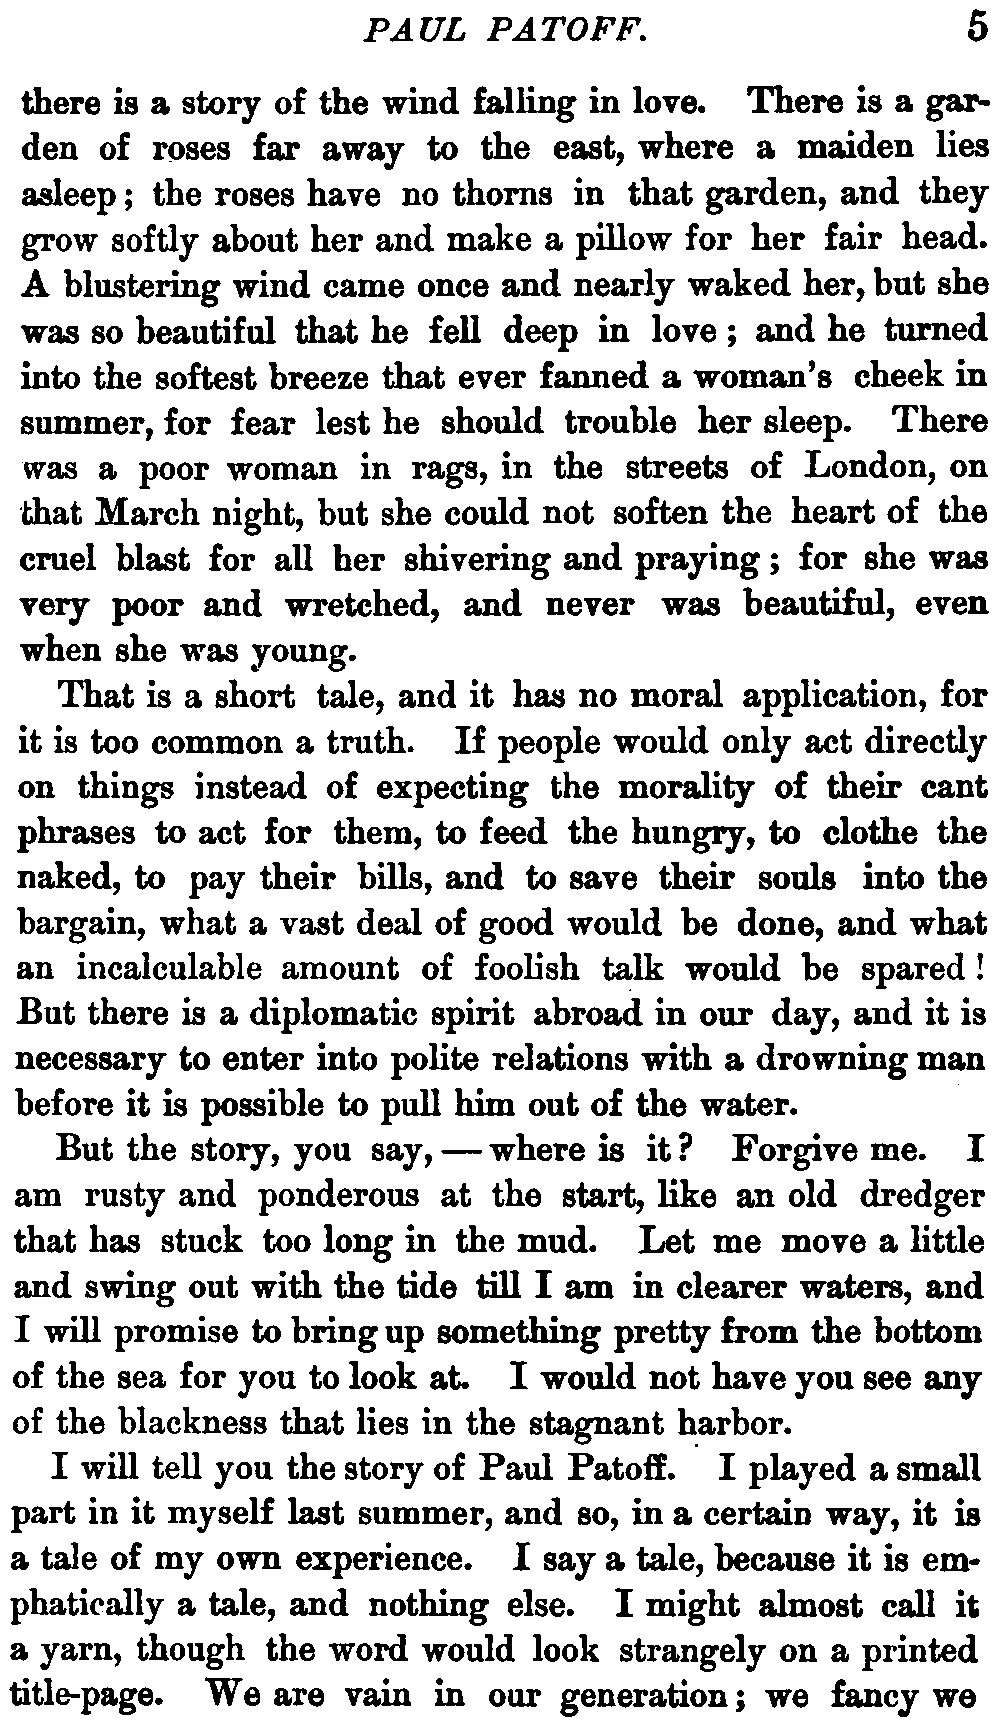 PAUL PATOFF. 5
there is a story of the wind falling in love. There is a gar-
den of roses far away to the east, where a maiden lies
asleep; the roses have no thorns in that garden, and they
grow softly about her and make a pillow for her fair head.
A blustering wind came once and nearly waked her, but she
was so beautiful that he fell deep in love; and he turned
into the softest breeze that ever fanned a woman's cheek in
summer, for fear lest he should trouble her sleep. There
was a poor woman in rags, in the streets of London, on
that March night, but she could not soften the heart of the
cruel blast for all her shivering and praying; for she was
very poor and wretched, and never was beautiful, even
when she was young.
That is a short tale, and it has no moral application, for
it is too common a truth. If people would only act directly
on things instead of expecting the morality of their cant
phrases to act for them, to feed the hungry, to clothe the
naked, to pay their bills, and to save their souls into the
bargain, what a vast deal of good would be done, and what
an incalculable amount of foolish talk would be spared!
But there is a diplomatic spirit abroad in our day, and it is
necessary to enter into polite relations with a drowning man
before it is possible to pull him out of the water.
But the story, you say, — where is it? Forgive me. I
am rusty and ponderous at the start, like an old dredger
that has stuck too long in the mud. Let me move a little
and swing out with the tide till I am in clearer waters, and
I will promise to bring up something pretty from the bottom
of the sea for you to look at. I would not have you see any
of the blackness that lies in the stagnant harbor.
I will tell you the story of Paul Patoff. I played a small
part in it myself last summer, and so, in a certain way, it is
a tale of my own experience. I say a tale, because it is em-
phatically a tale, and nothing else. I might almost call it
a yarn, though the word would look strangely on a printed
title-page. We are vain in our generation; we fancy we